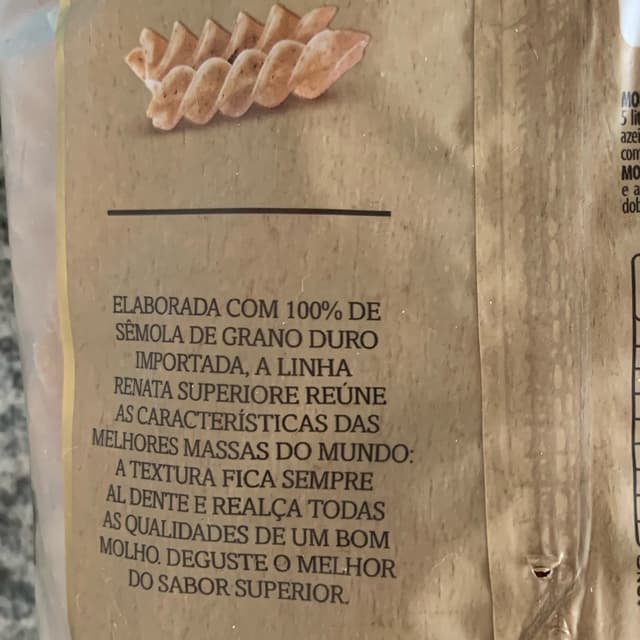 ELABORADA COM 100% DE
SÊMOLA DE GRANO DURO
IMPORTADA, A LINHA
RENATA SUPERIORE REÚNE
AS CARACTERÍSTICAS DAS
MELHORES MASSAS DO MUNDO:
A TEXTURA FICA SEMPRE
AL DENTE E REALÇA TODAS
AS QUALIDADES DE UM BOM
MOLHO. DEGUSTE O MELHOR
DO SABOR SUPERIOR.